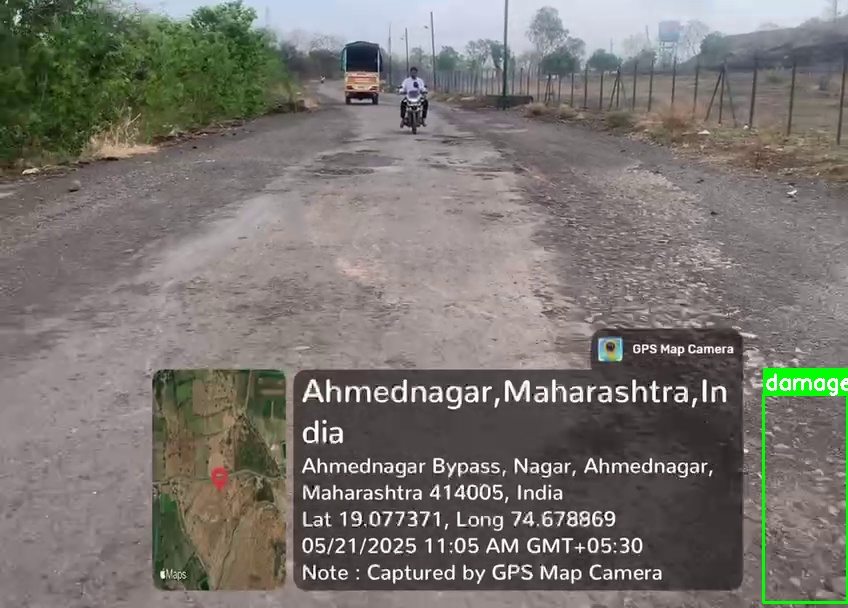 GPS Map Camera
damage
Ahmednagar,Maharashtra,In
dia
Ahmednagar Bypass, Nagar, Ahmednagar,
Maharashtra 414005, India
Lat 19.077371, Long 74.678869
05/21/2025 11:05 AM GMT+05:30
Note : Captured by GPS Map Camera
Maps